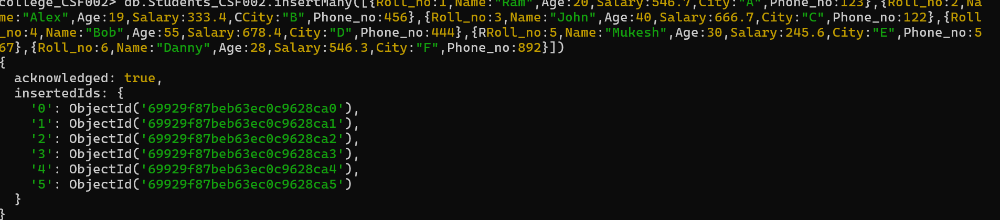 college_CSF002> db.Students_CSF002.insertMany([{Roll_no:1,Name:"Ram",Age:20,Salary:546.7,City:"A",Phone_no:123},{Roll_no:2,Na
me:"Alex",Age:19,Salary:333.4,CCity:"B",Phone_no:456},{Roll_no:3,Name:"John",Age:40,Salary:666.7,City:"C",Phone_no:122},{Roll
_no:4,Name:"Bob",Age:55,Salary:678.4,City:"D",Phone_no:444},{RRoll_no:5,Name:"Mukesh",Age:30,Salary:245.6,City:"E",Phone_no:5
67},{Roll_no:6,Name:"Danny",Age:28,Salary:546.3,City:"F",Phone_no:892}])
{
  acknowledged: true,
  insertedIds: {
    '0': ObjectId('69929f87beb63ec0c9628ca0'),
    '1': ObjectId('69929f87beb63ec0c9628ca1'),
    '2': ObjectId('69929f87beb63ec0c9628ca2'),
    '3': ObjectId('69929f87beb63ec0c9628ca3'),
    '4': ObjectId('69929f87beb63ec0c9628ca4'),
    '5': ObjectId('69929f87beb63ec0c9628ca5')
  }
}